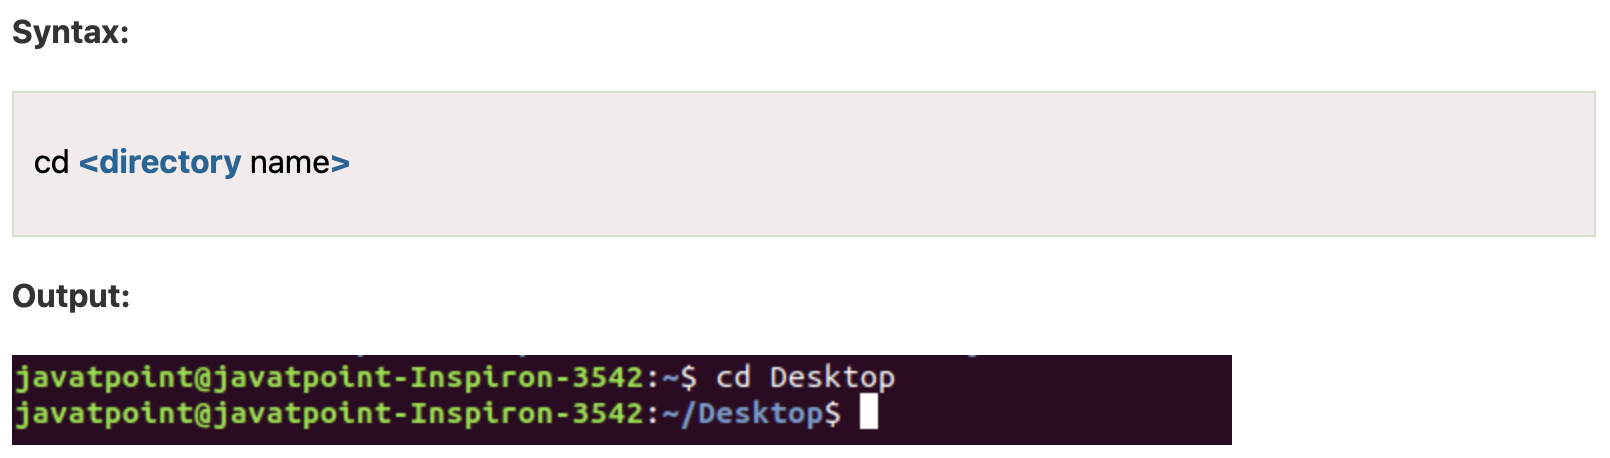 Syntax:
cd <directory name>
Output:
javatpoint@javatpoint-Inspiron-3542:~$ cd Desktop
javatpoint@javatpoint-Inspiron-3542:~/Desktop$